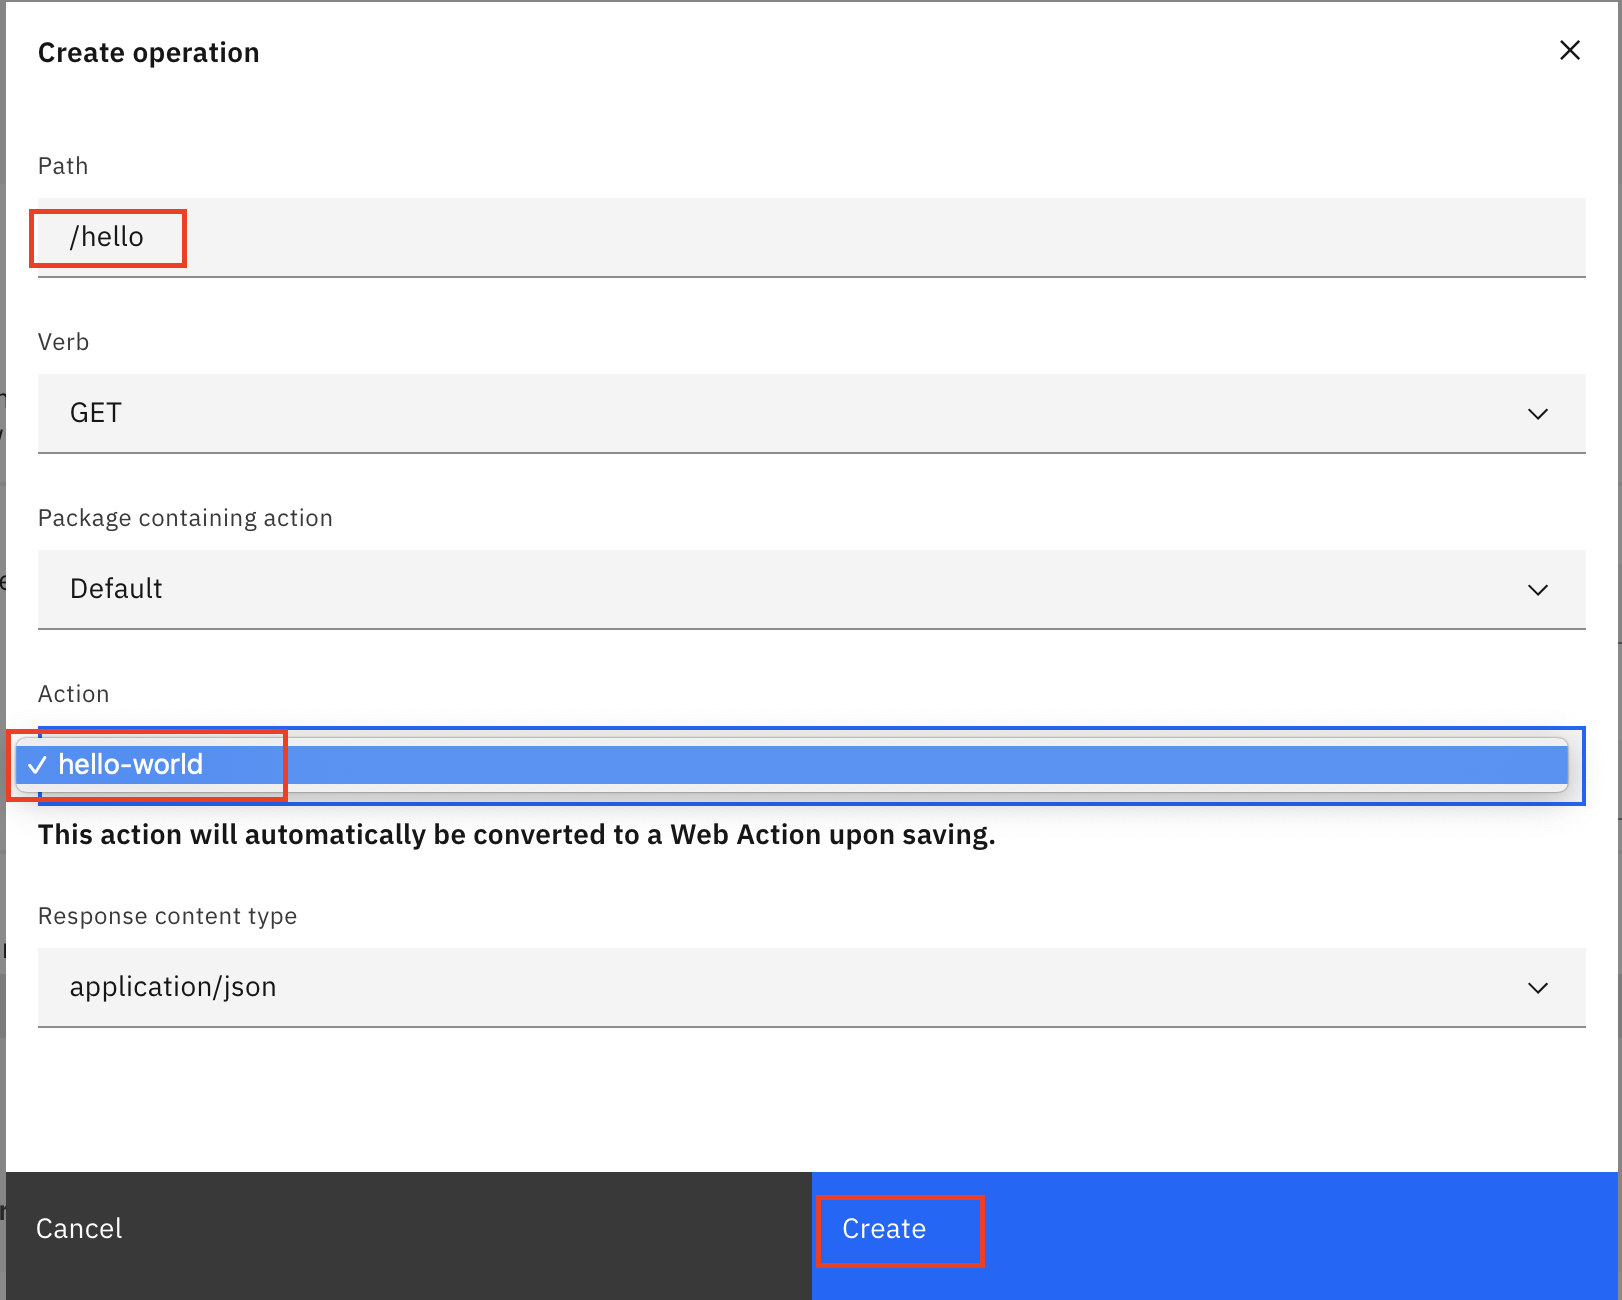 Create operation
Path
/hello
Verb
GET
Package containing action
Default
Action
✓ hello-world
This action will automatically be converted to a Web Action upon saving.
Response content type
application/json
Cancel
Create